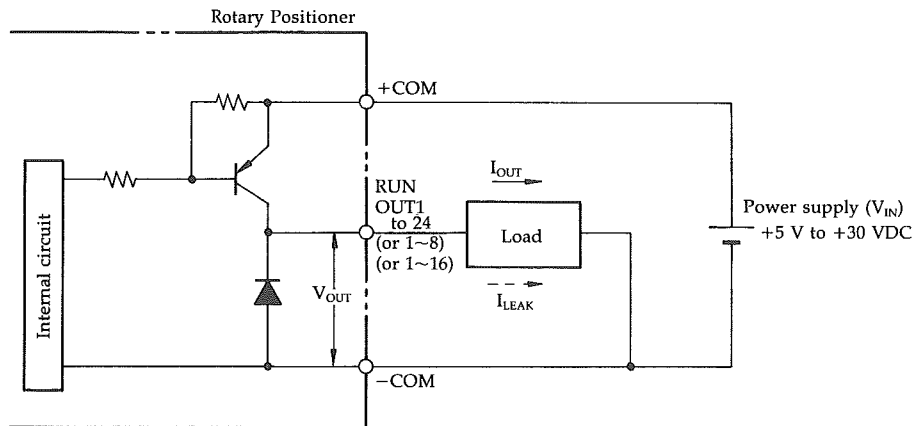 Rotary Positioner
+COM
Internal circuit
RUN
OUT1
to 24
(or 1~8)
(or 1~16)
I_OUT
Load
I_LEAK
V_OUT
Power supply (V_IN)
+5 V to +30 VDC
−COM